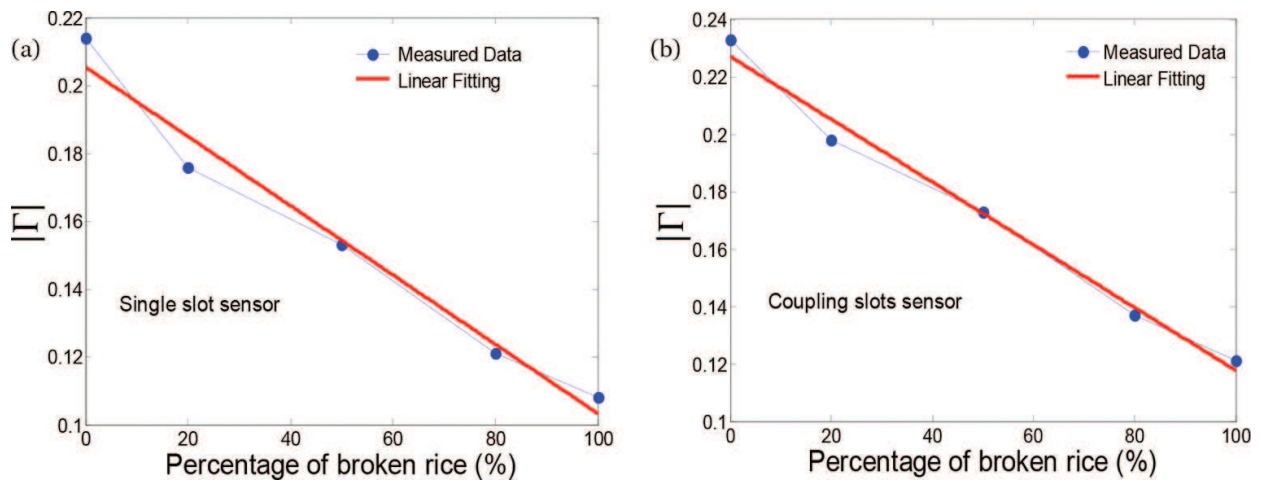 (a)
0.22
0.2
0.18
0.16
0.14
0.12
0.1
|Γ|
Measured Data
Linear Fitting
Single slot sensor
0 20 40 60 80 100
Percentage of broken rice (%)
(b)
0.24
0.22
0.2
0.18
0.16
0.14
0.12
0.1
|Γ|
Measured Data
Linear Fitting
Coupling slots sensor
0 20 40 60 80 100
Percentage of broken rice (%)